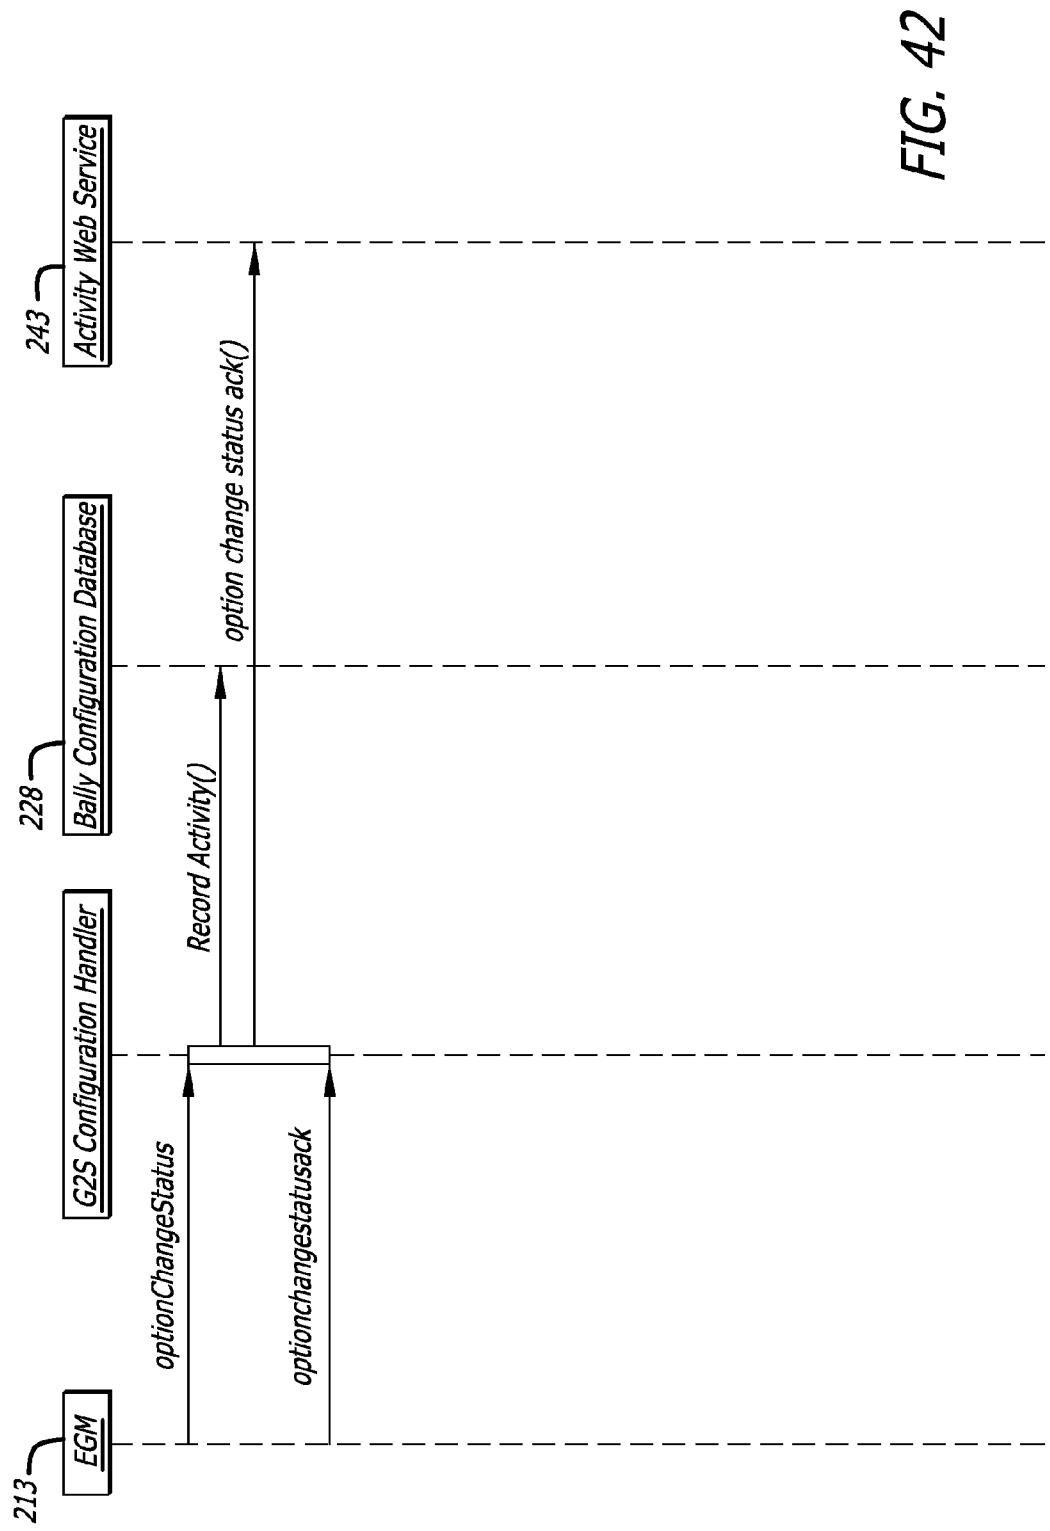 213
EGM
G2S Configuration Handler
228
Bally Configuration Database
243
Activity Web Service
optionChangeStatus
Record Activity()
option change status ack()
optionchangestatusack
FIG. 42